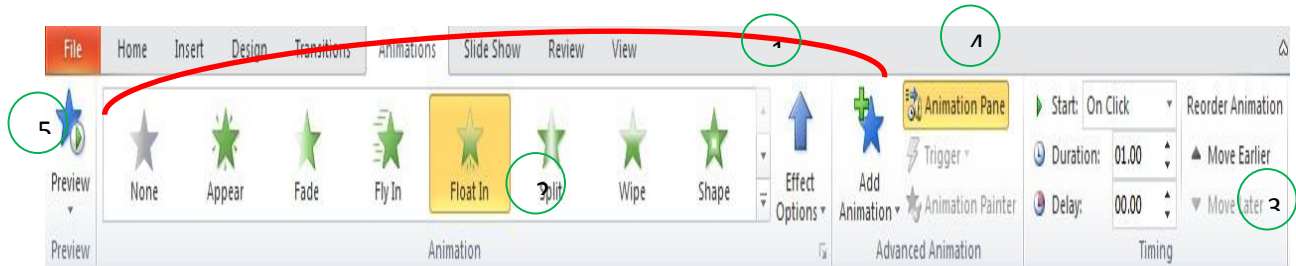 File Home Insert Design Transitions Animations Slide Show Review View
4
5
2
3
Preview
None Appear Fade Fly In Float In Split Wipe Shape
Effect Options
Add Animation
Animation Pane
Trigger
Animation Painter
Start: On Click
Duration: 01.00
Delay: 00.00
Reorder Animation
Move Earlier
Move Later
Preview Animation Advanced Animation Timing